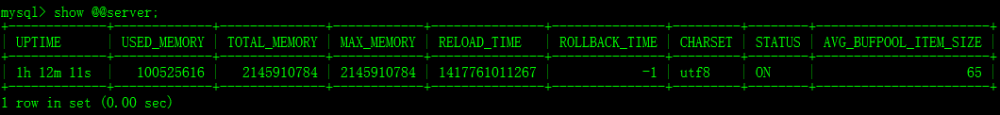 mysql> show @@server;
+------------+-------------+--------------+------------+---------------+---------------+---------+--------+-----------------------+
| UPTIME | USED_MEMORY | TOTAL_MEMORY | MAX_MEMORY | RELOAD_TIME | ROLLBACK_TIME | CHARSET | STATUS | AVG_BUFPOOL_ITEM_SIZE |
+------------+-------------+--------------+------------+---------------+---------------+---------+--------+-----------------------+
| 1h 12m 11s | 100525616 | 2145910784 | 2145910784 | 1417761011267 | -1 | utf8 | ON | 65 |
+------------+-------------+--------------+------------+---------------+---------------+---------+--------+-----------------------+
1 row in set (0.00 sec)